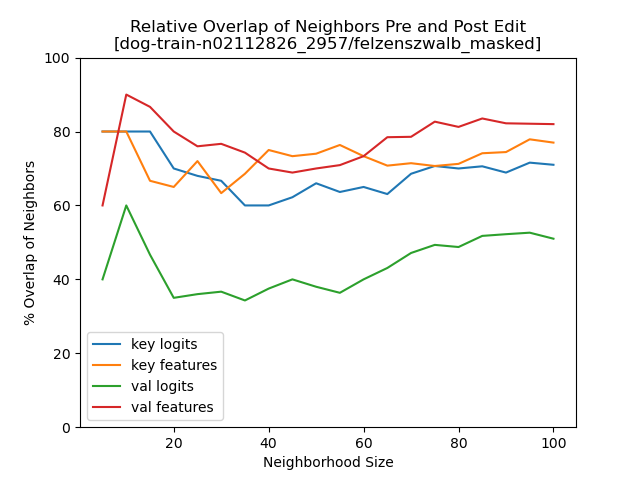 Relative Overlap of Neighbors Pre and Post Edit
[dog-train-n02112826_2957/felzenszwalb_masked]
100
80
60
40
20
0
% Overlap of Neighbors
key logits
key features
val logits
val features
20 40 60 80 100
Neighborhood Size